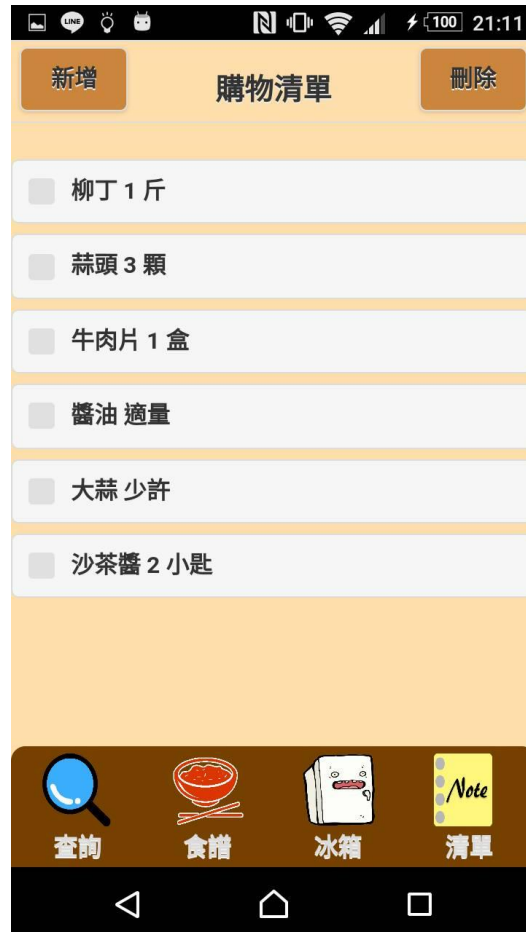 LINE
100 21:11
新增
購物清單
刪除
柳丁 1 斤
蒜頭 3 顆
牛肉片 1 盒
醬油 適量
大蒜 少許
沙茶醬 2 小匙
Note
查詢
食譜
冰箱
清單